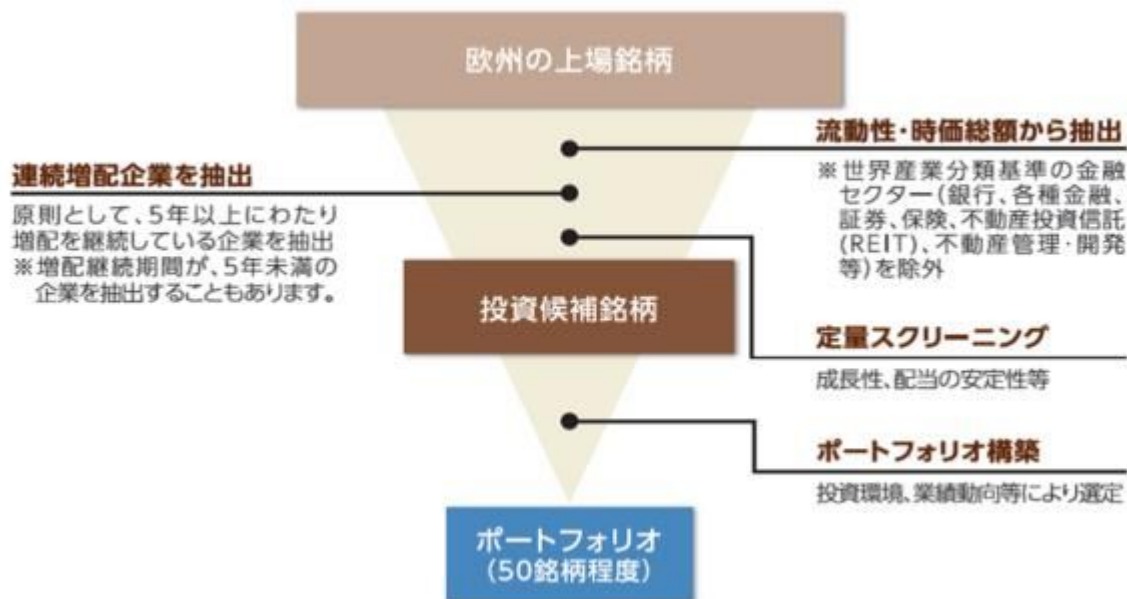 欧州の上場銘柄
流動性・時価総額から抽出
※世界産業分類基準の金融
セクター(銀行、各種金融、
証券、保険、不動産投資信託
(REIT)、不動産管理・開発
等)を除外
連続増配企業を抽出
原則として、5年以上にわたり
増配を継続している企業を抽出
※増配継続期間が、5年未満の
企業を抽出することもあります。
投資候補銘柄
定量スクリーニング
成長性、配当の安定性等
ポートフォリオ構築
投資環境、業績動向等により選定
ポートフォリオ
(50銘柄程度)